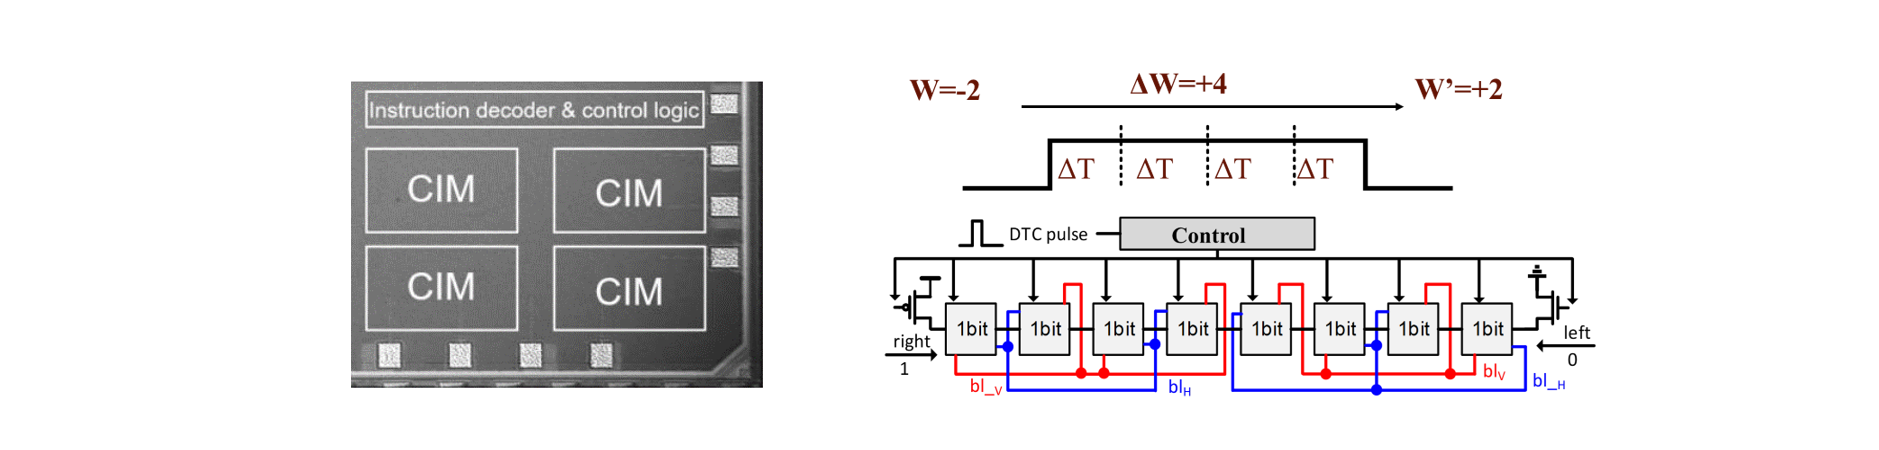 Instruction decoder & control logic
CIM CIM
CIM CIM
W=-2 ΔW=+4 W’=+2
ΔT ΔT ΔT ΔT
DTC pulse Control
1bit 1bit 1bit 1bit 1bit 1bit 1bit 1bit
right left
1 0
bl_V bl_H
bl_V bl_H